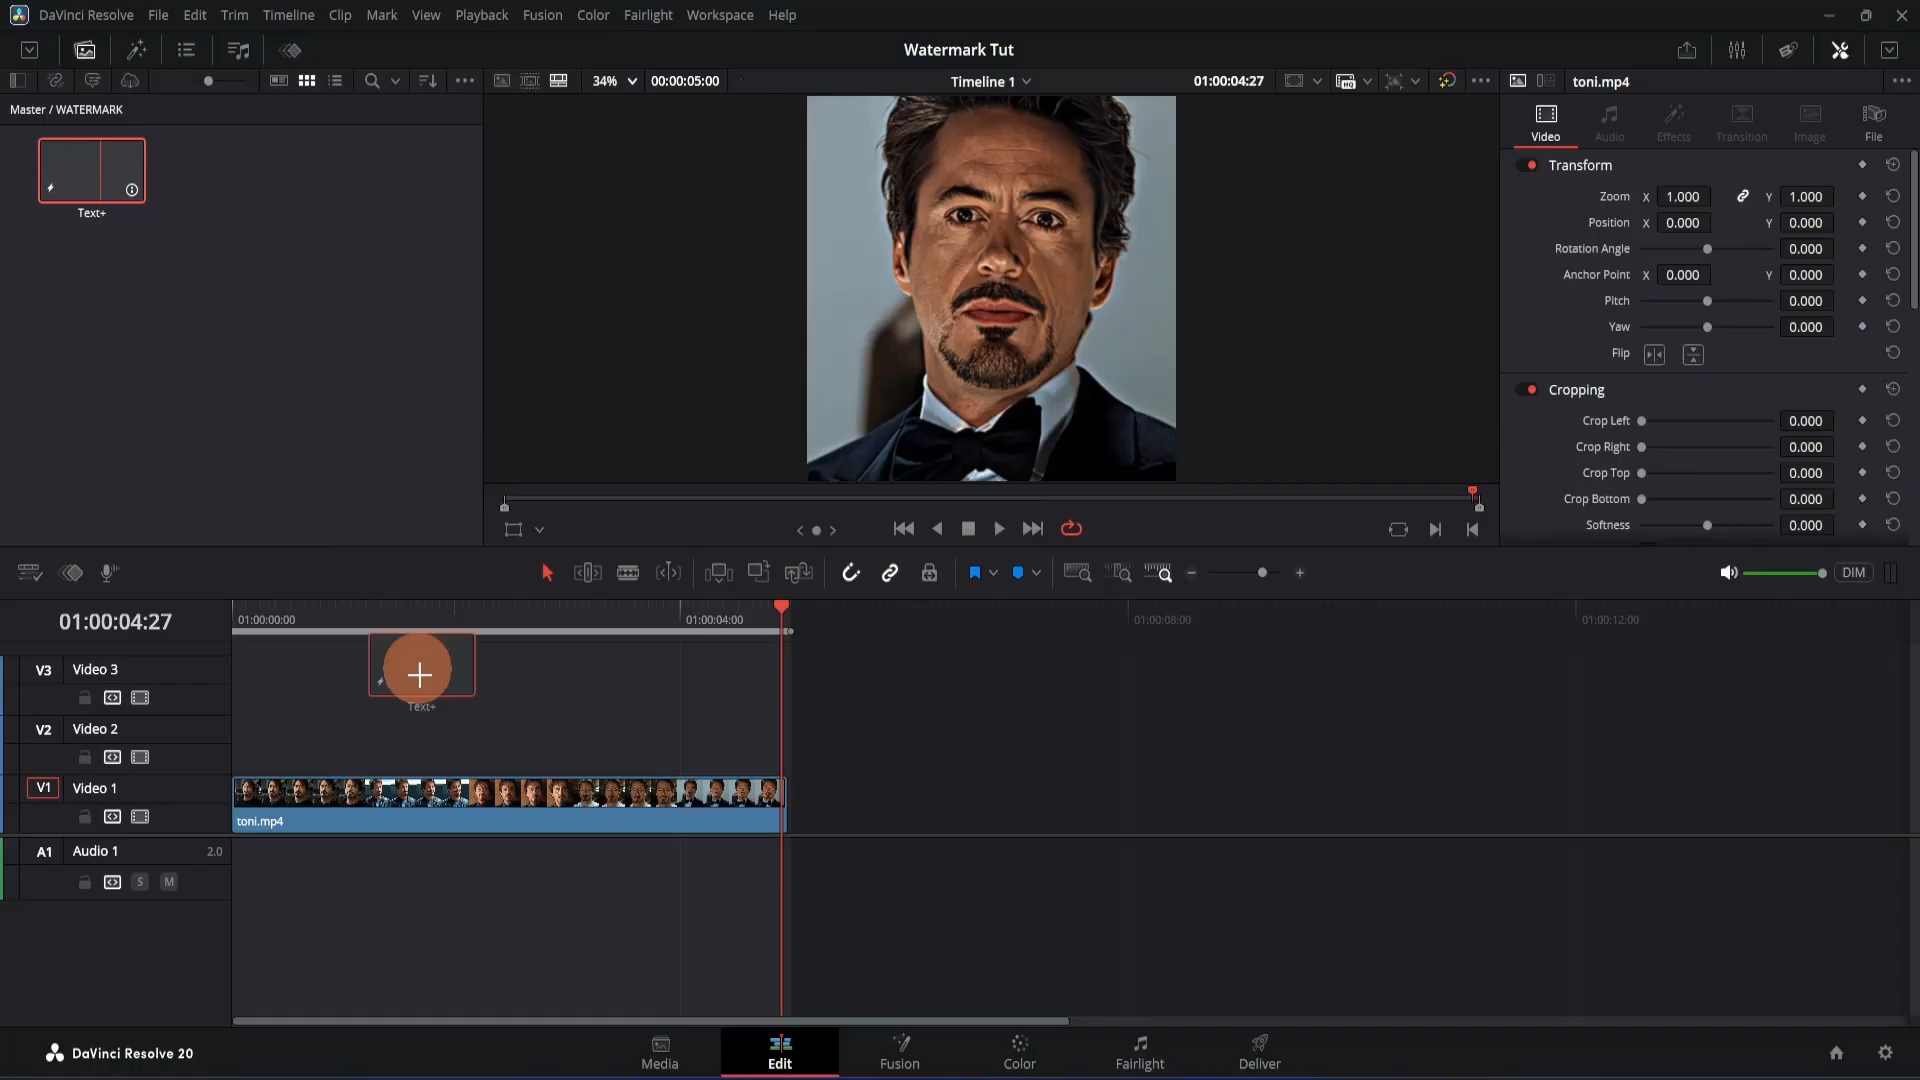 DaVinci Resolve File Edit Trim Timeline Clip Mark View Playback Fusion Color Fairlight Workspace Help
Watermark Tut
34% 00:00:05:00 Timeline 1 01:00:04:27 toni.mp4
Master / WATERMARK
Text+
Video Audio Effects Transition Image File
Transform
Zoom X 1.000 Y 1.000
Position X 0.000 Y 0.000
Rotation Angle 0.000
Anchor Point X 0.000 Y 0.000
Pitch 0.000
Yaw 0.000
Flip
Cropping
Crop Left 0.000
Crop Right 0.000
Crop Top 0.000
Crop Bottom 0.000
Softness 0.000
DIM
01:00:04:27
01:00:00:00 01:00:04:00 01:00:08:00 01:00:12:00
V3 Video 3
Text+
V2 Video 2
V1 Video 1
toni.mp4
A1 Audio 1 2.0
S M
DaVinci Resolve 20
Media Edit Fusion Color Fairlight Deliver